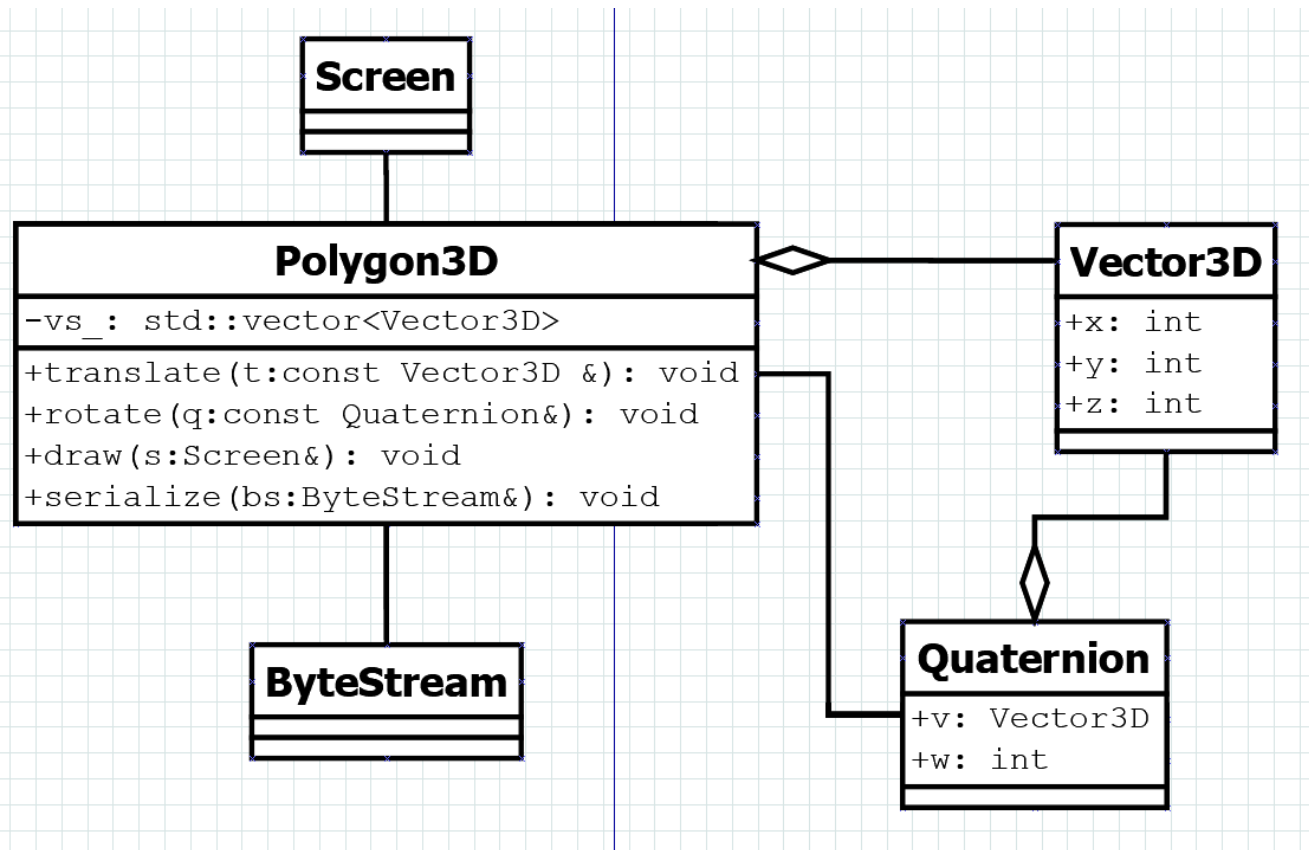 Screen
Polygon3D
-vs_: std::vector<Vector3D>
+translate(t:const Vector3D &): void
+rotate(q:const Quaternion&): void
+draw(s:Screen&): void
+serialize(bs:ByteStream&): void
Vector3D
+x: int
+y: int
+z: int
ByteStream
Quaternion
+v: Vector3D
+w: int